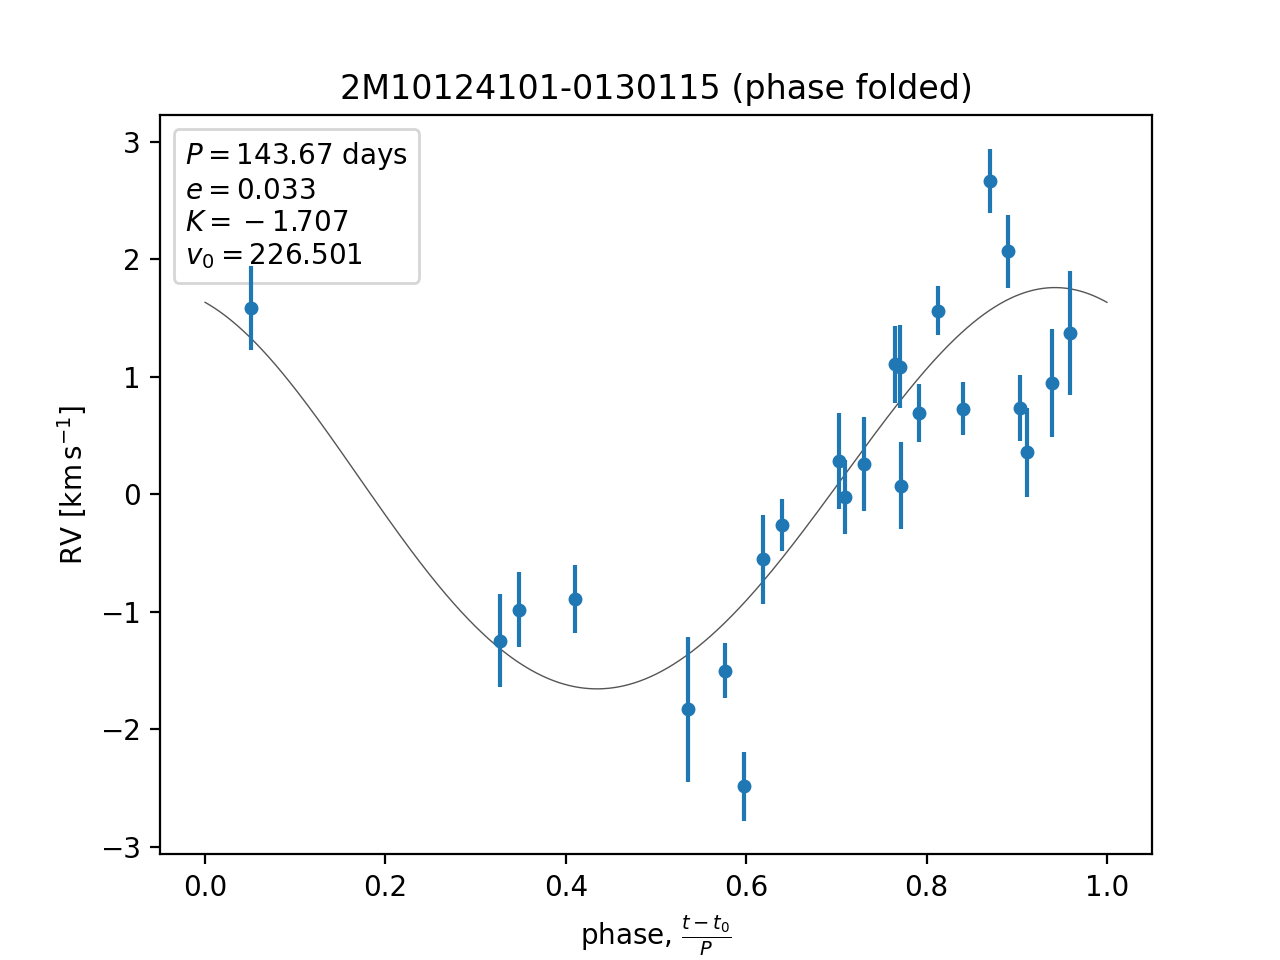 2M10124101-0130115 (phase folded)
P = 143.67 days
e = 0.033
K = −1.707
v₀ = 226.501
3
2
1
0
−1
−2
−3
RV [km s⁻¹]
0.0 0.2 0.4 0.6 0.8 1.0
phase, (t − t₀)/P